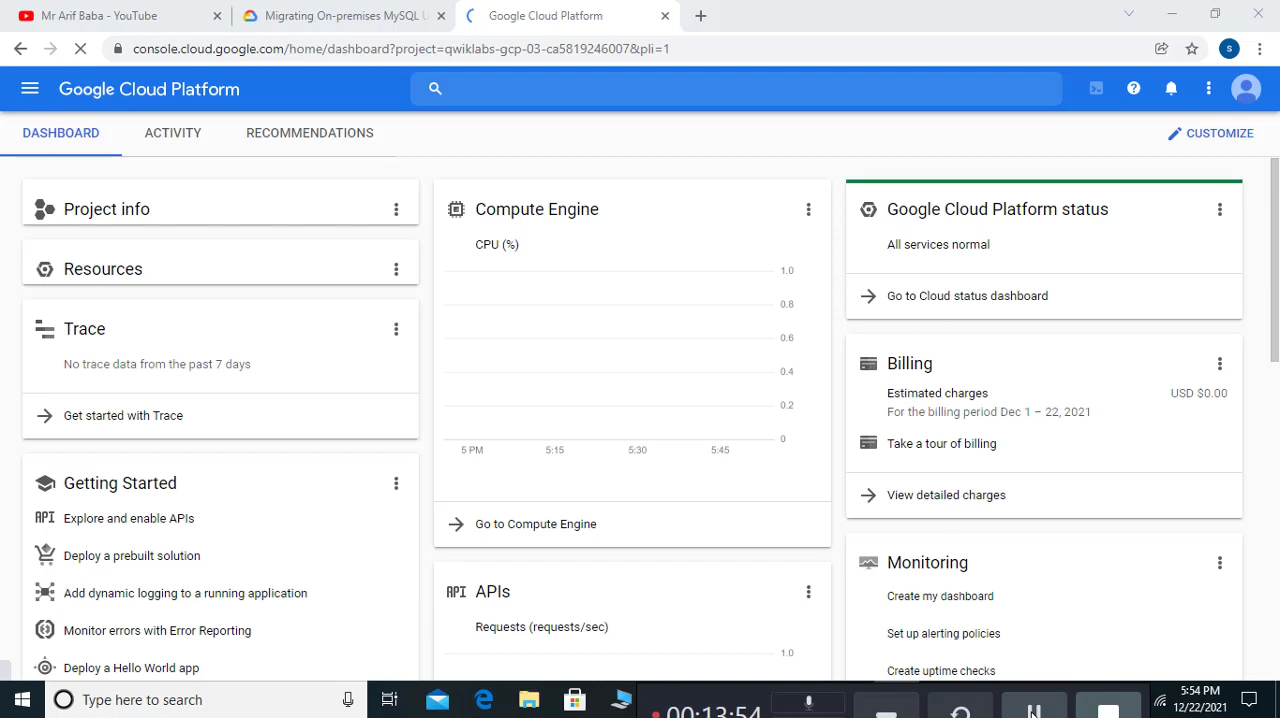 Mr Arif Baba - YouTube
Migrating On-premises MySQL U
Google Cloud Platform
console.cloud.google.com/home/dashboard?project=qwiklabs-gcp-03-ca5819246007&pli=1
S
Google Cloud Platform
DASHBOARD
ACTIVITY
RECOMMENDATIONS
CUSTOMIZE
Project info
Resources
Trace
No trace data from the past 7 days
Get started with Trace
Getting Started
API Explore and enable APIs
Deploy a prebuilt solution
Add dynamic logging to a running application
Monitor errors with Error Reporting
Deploy a Hello World app
Compute Engine
CPU (%)
1.0
0.8
0.6
0.4
0.2
0
5 PM 5:15 5:30 5:45
Go to Compute Engine
API APIs
Requests (requests/sec)
1.0
Google Cloud Platform status
All services normal
Go to Cloud status dashboard
Billing
Estimated charges USD $0.00
For the billing period Dec 1 – 22, 2021
Take a tour of billing
View detailed charges
Monitoring
Create my dashboard
Set up alerting policies
Create uptime checks
Type here to search
00:13:54
5:54 PM
12/22/2021